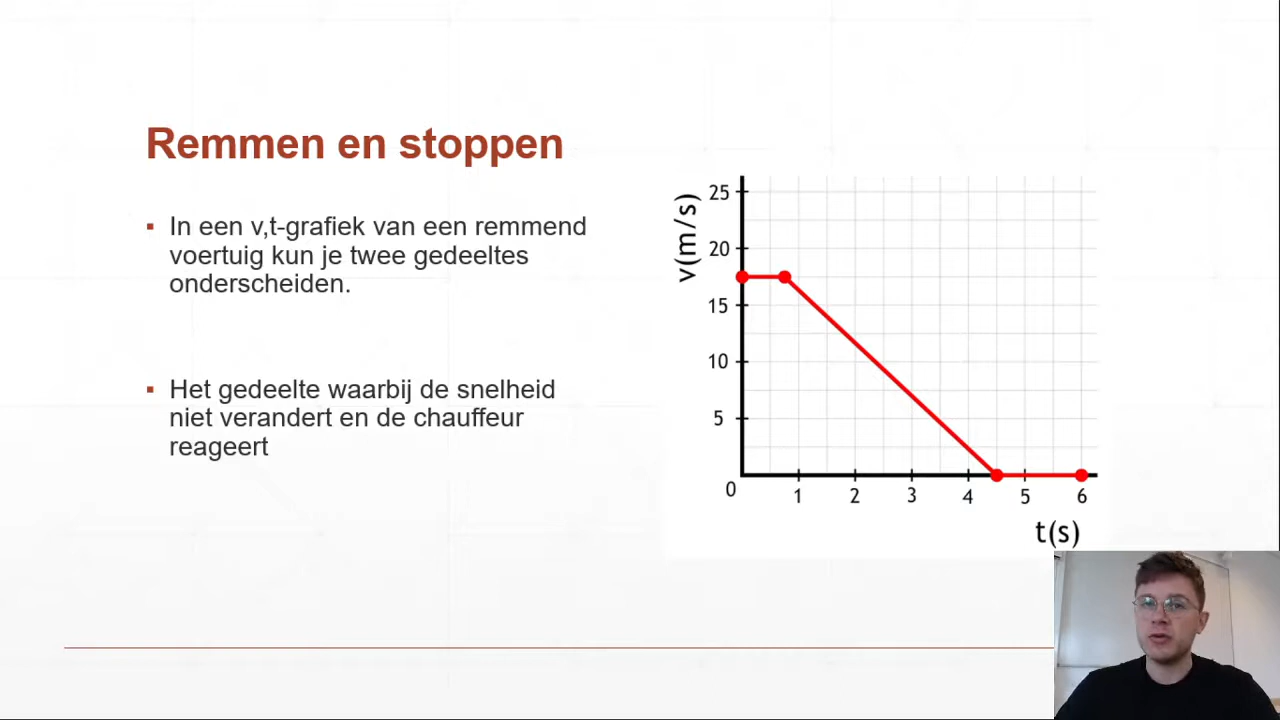 Remmen en stoppen
▪ In een v,t-grafiek van een remmend
voertuig kun je twee gedeeltes
onderscheiden.
▪ Het gedeelte waarbij de snelheid
niet verandert en de chauffeur
reageert
v(m/s)
25
20
15
10
5
0
1 2 3 4 5 6
t(s)